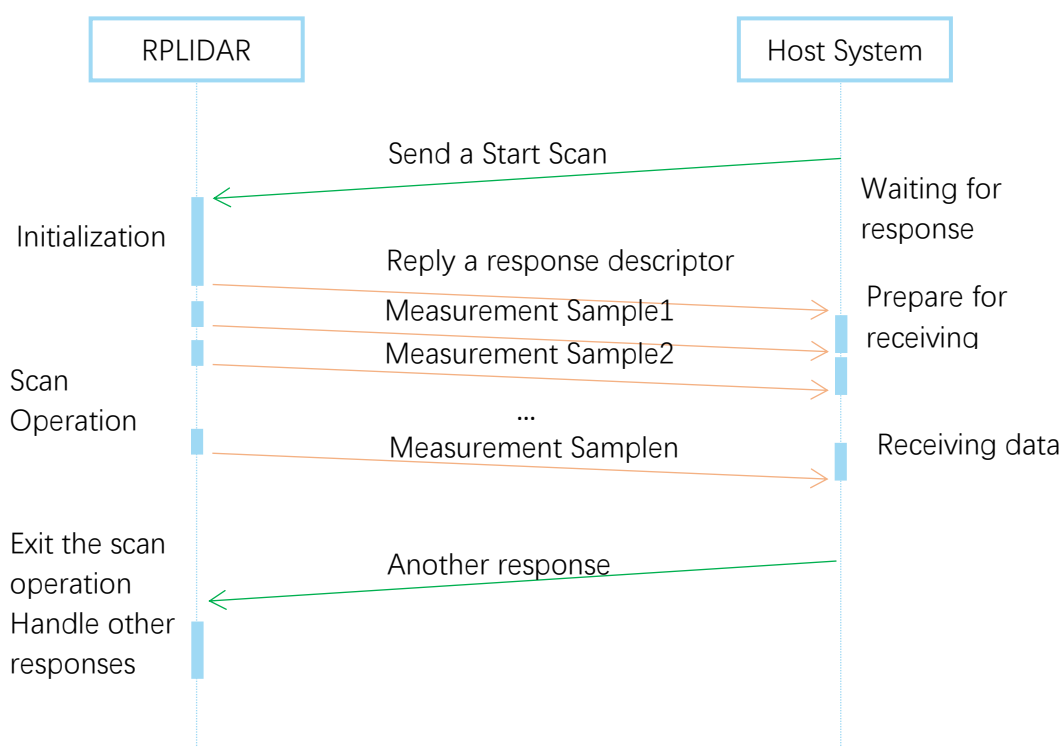 RPLIDAR
Host System
Send a Start Scan
Waiting for
response
Initialization
Reply a response descriptor
Prepare for
receiving
Measurement Sample1
Measurement Sample2
Scan
Operation
...
Measurement Samplen
Receiving data
Exit the scan
operation
Another response
Handle other
responses